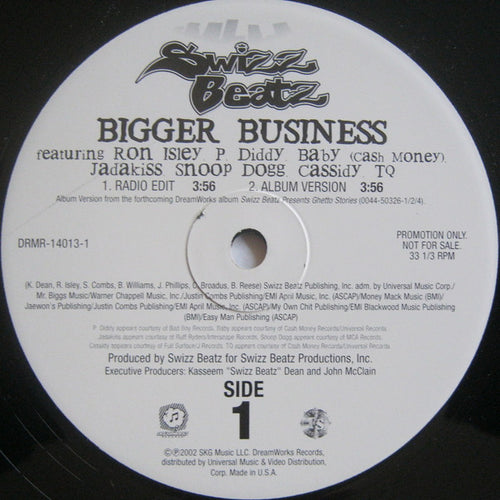 Swizz
Beatz
BIGGER BUSINESS
featuring Ron Isley, P. Diddy, Baby (Cash Money),
Jadakiss, Snoop Dogg, Cassidy, TQ
1. RADIO EDIT 3:56 2. ALBUM VERSION 3:56
Album Version from the forthcoming DreamWorks album Swizz Beatz Presents Ghetto Stories (0044-50326-1/2/4).
DRMR-14013-1
PROMOTION ONLY.
NOT FOR SALE.
33 1/3 RPM
(K. Dean, R. Isley, S. Combs, B. Williams, J. Phillips, C. Broadus, B. Reese) Swizz Beatz Publishing, Inc. adm. by Universal Music Corp./
Mr. Biggs Music/Warner Chappell Music, Inc./Justin Combs Publishing/EMI April Music, Inc. (ASCAP)/Money Mack Music (BMI)/
Jaewon's Publishing/Justin Combs Publishing/EMI April Music, Inc. (ASCAP)/My Own Chit Publishing/EMI Blackwood Music Publishing
(BMI)/Easy Man Publishing (ASCAP)
P. Diddy appears courtesy of Bad Boy Records, Baby appears courtesy of Cash Money Records/Universal Records
Jadakiss appears courtesy of Ruff Ryders/Interscope Records, Snoop Dogg appears courtesy of MCA Records.
Cassidy appears courtesy of Full Surface/J Records. TQ appears courtesy of Cash Money Records/Universal Records.
Produced by Swizz Beatz for Swizz Beatz Productions, Inc.
Executive Producers: Kasseem "Swizz Beatz" Dean and John McClain
SIDE
1
©℗2002 SKG Music LLC. DreamWorks Records,
distributed by Universal Music & Video Distribution,
Corp. Made in U.S.A.